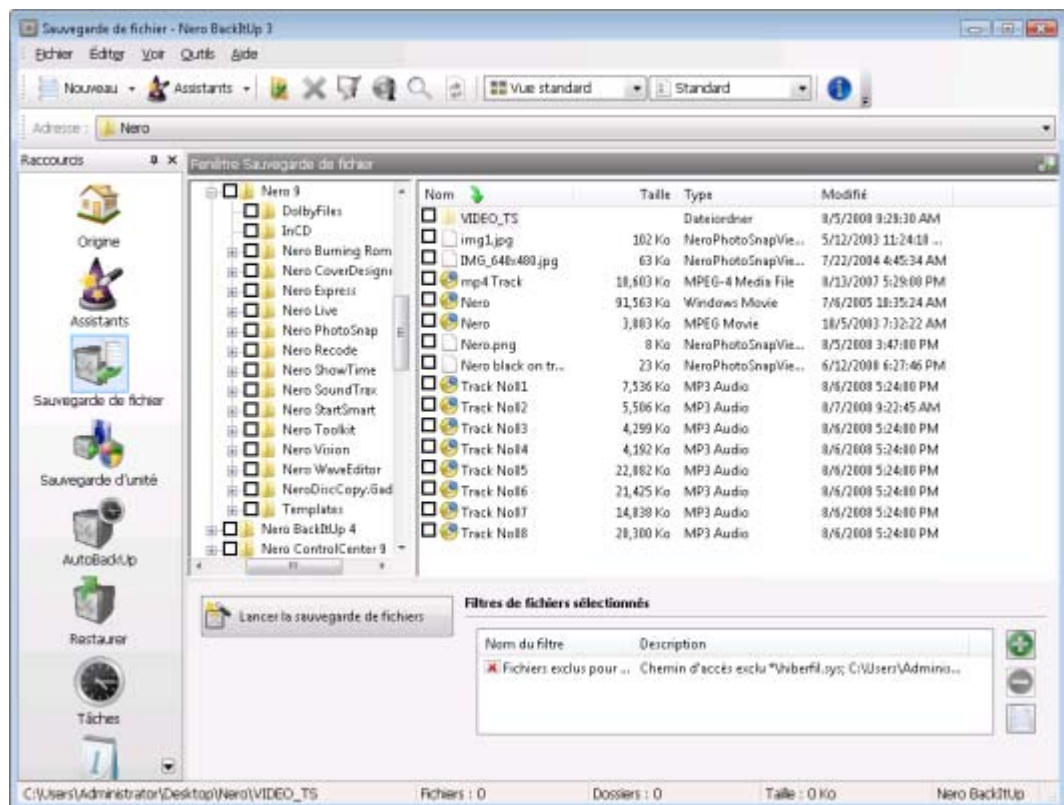 Sauvegarde de fichier - Nero BackItUp 3
Fichier Éditer Voir Outils Aide
Nouveau Assistants Vue standard Standard
Adresse : Nero
Raccourcis
Fenêtre Sauvegarde de fichier
Origine
Assistants
Sauvegarde de fichier
Sauvegarde d'unité
AutoBackUp
Restaurer
Tâches
Nero 9
DolbyFiles
InCD
Nero Burning Rom
Nero CoverDesigne
Nero Express
Nero Live
Nero PhotoSnap
Nero Recode
Nero ShowTime
Nero SoundTrax
Nero StartSmart
Nero Toolkit
Nero Vision
Nero WaveEditor
NeroDiscCopy.Gad
Templates
Nero BackItUp 4
Nero ControlCenter 9
Nom Taille Type Modifié
VIDEO_TS Dateiordner 8/5/2008 9:28:30 AM
img1.jpg 102 Ko NeroPhotoSnapVie... 5/12/2003 11:24:18 ...
IMG_640x480.jpg 63 Ko NeroPhotoSnapVie... 7/22/2004 4:45:34 AM
mp4 Track 18,603 Ko MPEG-4 Media File 8/13/2007 5:29:00 PM
Nero 91,563 Ko Windows Movie 7/6/2005 10:35:24 AM
Nero 3,803 Ko MPEG Movie 10/5/2003 7:32:22 AM
Nero.png 8 Ko NeroPhotoSnapVie... 8/5/2008 3:47:00 PM
Nero black on tr... 23 Ko NeroPhotoSnapVie... 6/12/2008 6:27:46 PM
Track No01 7,536 Ko MP3 Audio 8/6/2008 5:24:00 PM
Track No02 5,506 Ko MP3 Audio 8/7/2008 9:22:45 AM
Track No03 4,299 Ko MP3 Audio 8/6/2008 5:24:00 PM
Track No04 4,192 Ko MP3 Audio 8/6/2008 5:24:00 PM
Track No05 22,082 Ko MP3 Audio 8/6/2008 5:24:00 PM
Track No06 21,425 Ko MP3 Audio 8/6/2008 5:24:00 PM
Track No07 14,838 Ko MP3 Audio 8/6/2008 5:24:00 PM
Track No08 20,300 Ko MP3 Audio 8/6/2008 5:24:00 PM
Lancer la sauvegarde de fichiers
Filtres de fichiers sélectionnés
Nom du filtre Description
Fichiers exclus pour ... Chemin d'accès exclu *\hiberfil.sys; C:\Users\Adminis...
C:\Users\Administrator\Desktop\Nero\VIDEO_TS Fichiers : 0 Dossiers : 0 Taille : 0 Ko Nero BackItUp